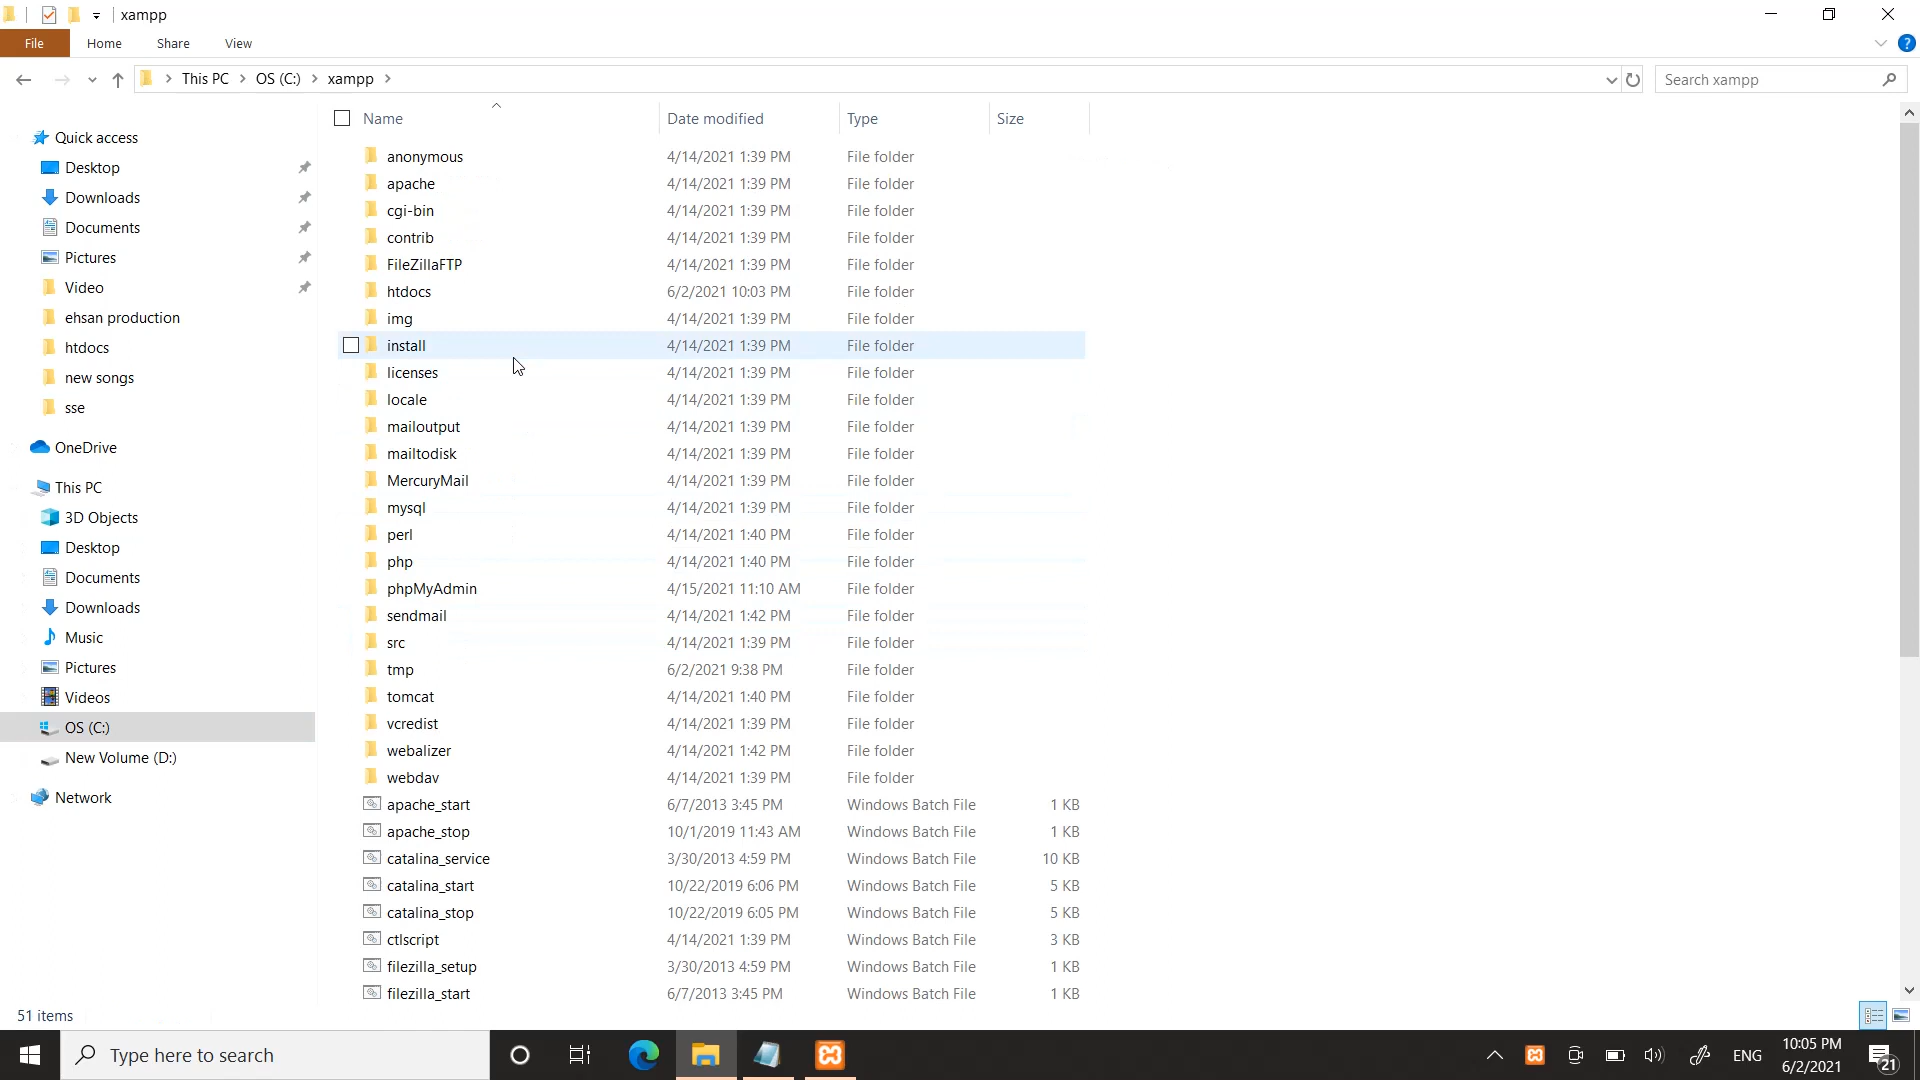 xampp
File Home Share View
This PC OS (C:) xampp
Search xampp
Name Date modified Type Size
Quick access
Desktop
Downloads
Documents
Pictures
Video
ehsan production
htdocs
new songs
sse
OneDrive
This PC
3D Objects
Desktop
Documents
Downloads
Music
Pictures
Videos
OS (C:)
New Volume (D:)
Network
anonymous 4/14/2021 1:39 PM File folder
apache 4/14/2021 1:39 PM File folder
cgi-bin 4/14/2021 1:39 PM File folder
contrib 4/14/2021 1:39 PM File folder
FileZillaFTP 4/14/2021 1:39 PM File folder
htdocs 6/2/2021 10:03 PM File folder
img 4/14/2021 1:39 PM File folder
install 4/14/2021 1:39 PM File folder
licenses 4/14/2021 1:39 PM File folder
locale 4/14/2021 1:39 PM File folder
mailoutput 4/14/2021 1:39 PM File folder
mailtodisk 4/14/2021 1:39 PM File folder
MercuryMail 4/14/2021 1:39 PM File folder
mysql 4/14/2021 1:39 PM File folder
perl 4/14/2021 1:40 PM File folder
php 4/14/2021 1:40 PM File folder
phpMyAdmin 4/15/2021 11:10 AM File folder
sendmail 4/14/2021 1:42 PM File folder
src 4/14/2021 1:39 PM File folder
tmp 6/2/2021 9:38 PM File folder
tomcat 4/14/2021 1:40 PM File folder
vcredist 4/14/2021 1:39 PM File folder
webalizer 4/14/2021 1:42 PM File folder
webdav 4/14/2021 1:39 PM File folder
apache_start 6/7/2013 3:45 PM Windows Batch File 1 KB
apache_stop 10/1/2019 11:43 AM Windows Batch File 1 KB
catalina_service 3/30/2013 4:59 PM Windows Batch File 10 KB
catalina_start 10/22/2019 6:06 PM Windows Batch File 5 KB
catalina_stop 10/22/2019 6:05 PM Windows Batch File 5 KB
ctlscript 4/14/2021 1:39 PM Windows Batch File 3 KB
filezilla_setup 3/30/2013 4:59 PM Windows Batch File 1 KB
filezilla_start 6/7/2013 3:45 PM Windows Batch File 1 KB
51 items
Type here to search
ENG
10:05 PM
6/2/2021
21